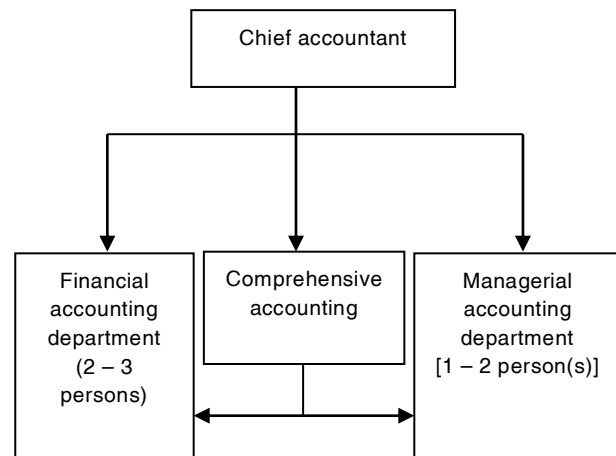 Chief accountant
Financial
accounting
department
(2 – 3
persons)
Comprehensive
accounting
Managerial
accounting
department
[1 – 2 person(s)]